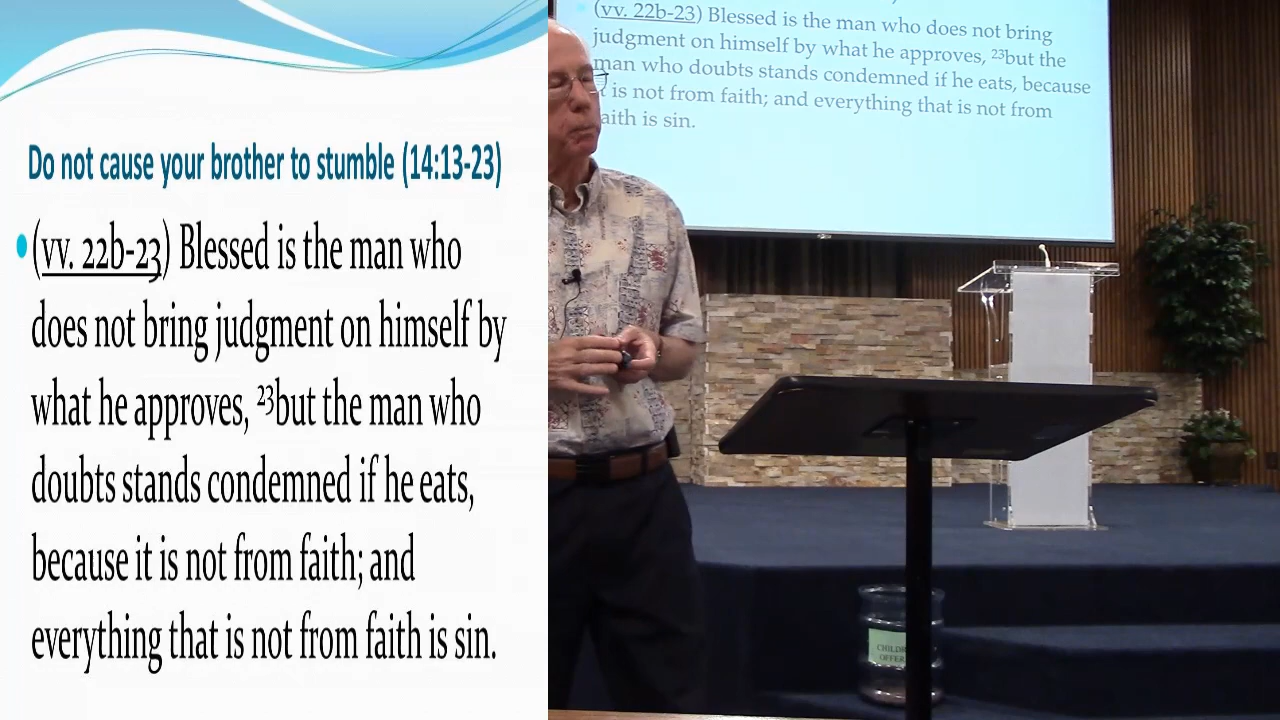 Do not cause your brother to stumble (14:13-23)
(vv. 22b-23) Blessed is the man who
does not bring judgment on himself by
what he approves, ²³but the man who
doubts stands condemned if he eats,
because it is not from faith; and
everything that is not from faith is sin.
(vv. 22b-23) Blessed is the man who does not bring
judgment on himself by what he approves, ²³but the
man who doubts stands condemned if he eats, because
is not from faith; and everything that is not from
aith is sin.
CHILDR
OFFER